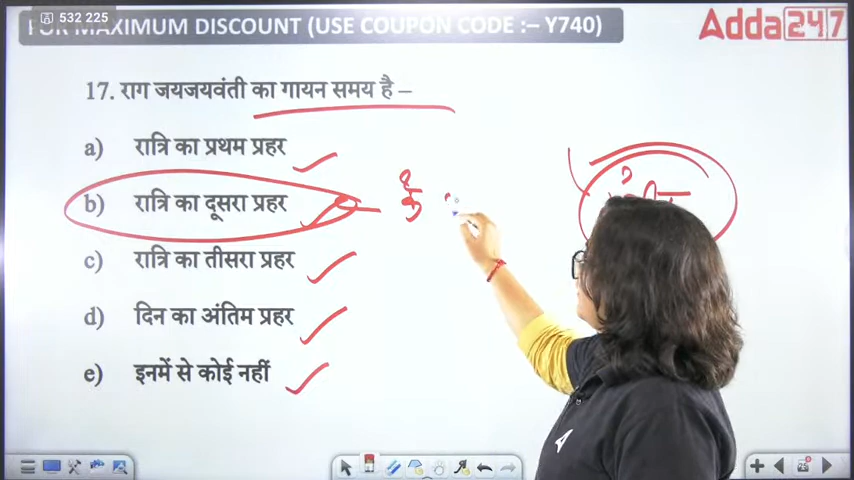 532 225
FOR MAXIMUM DISCOUNT (USE COUPON CODE :– Y740)
Adda247
17. राग जयजयवंती का गायन समय है –
a) रात्रि का प्रथम प्रहर
b) रात्रि का दूसरा प्रहर
c) रात्रि का तीसरा प्रहर
d) दिन का अंतिम प्रहर
e) इनमें से कोई नहीं